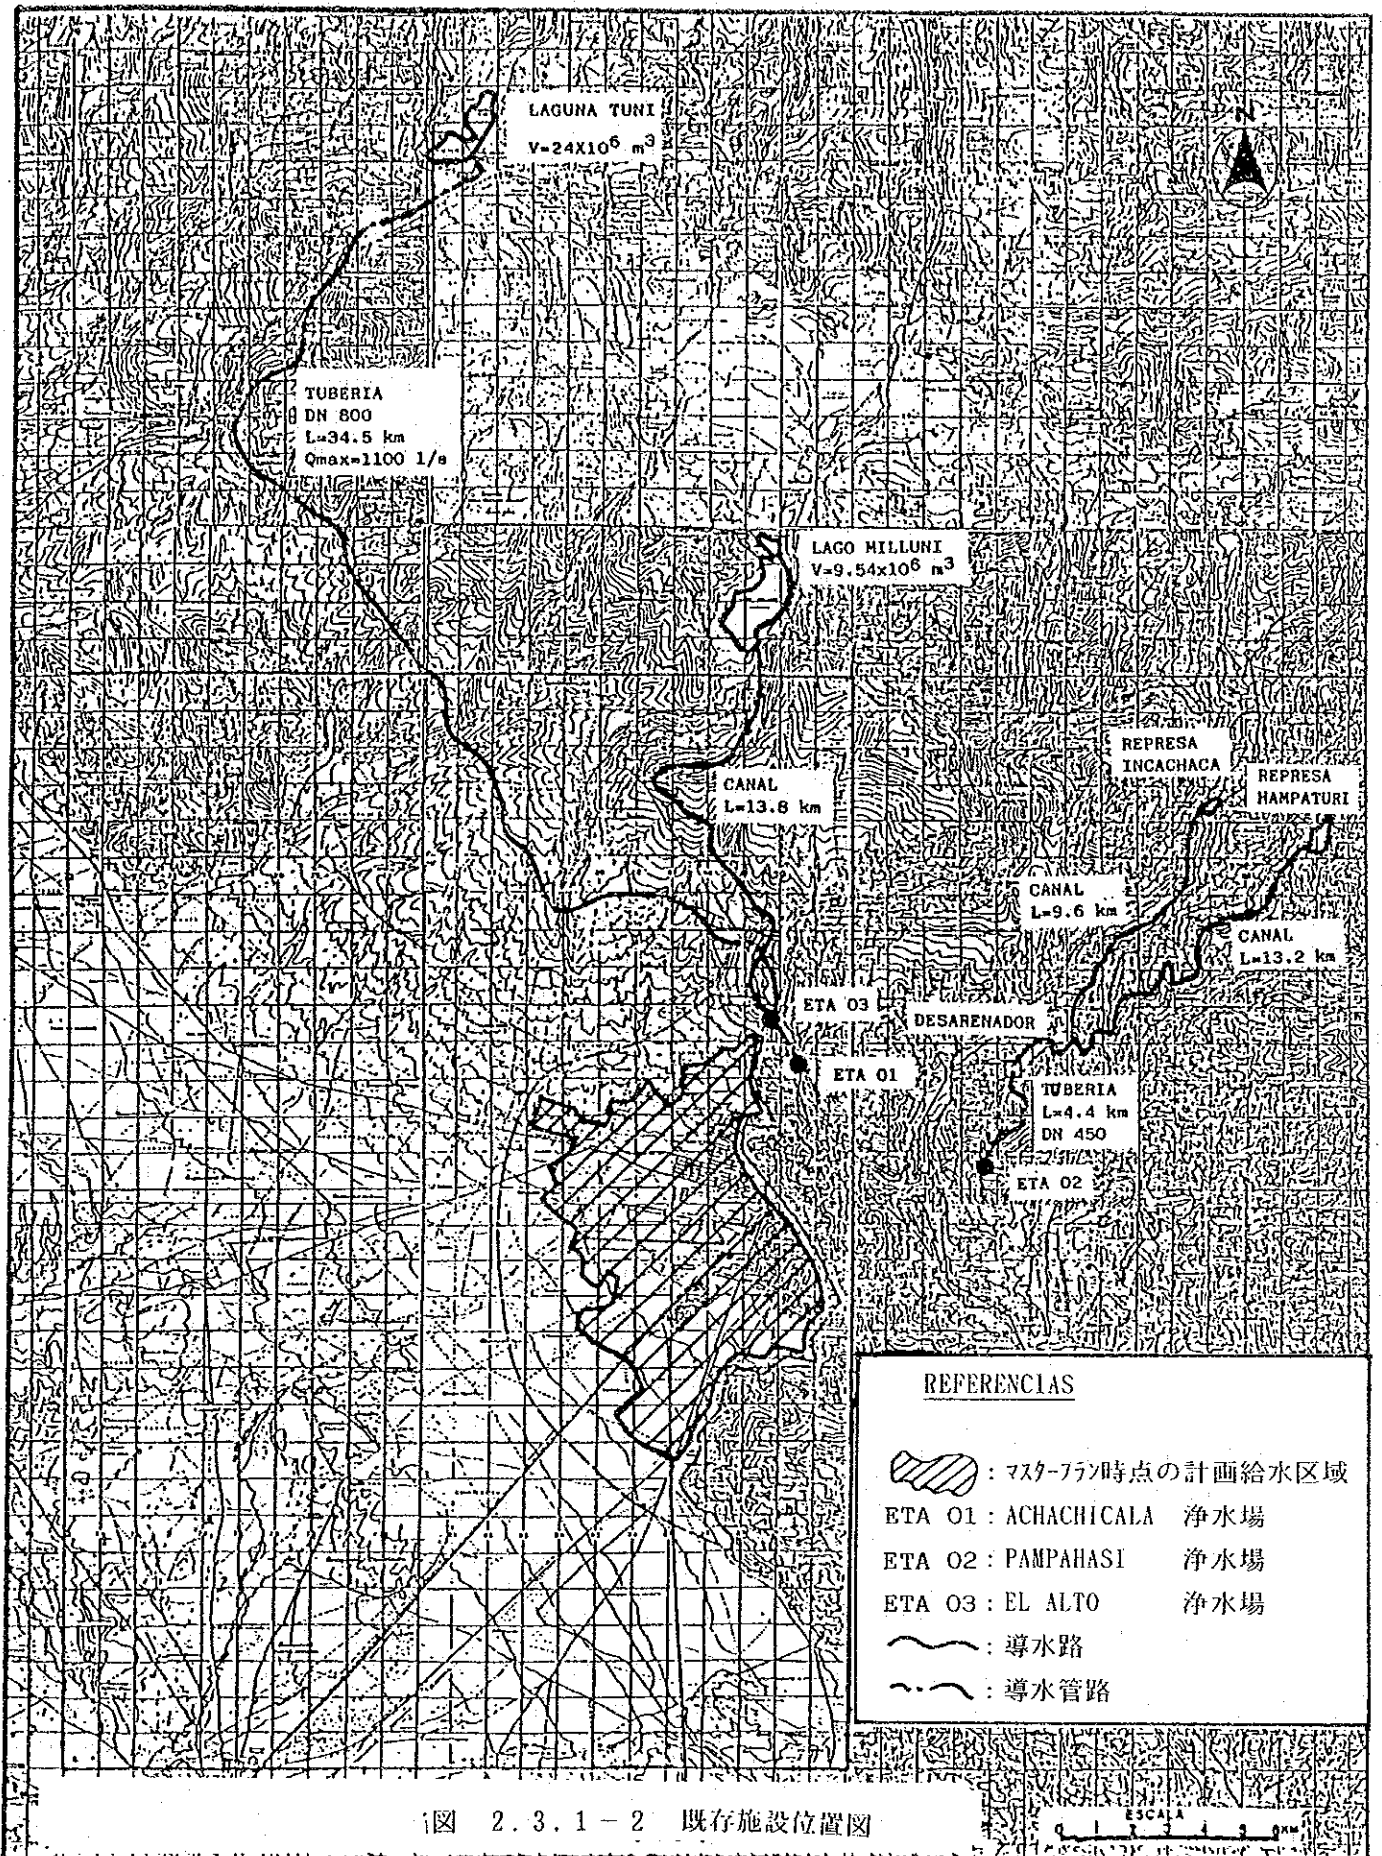 LAGUNA TUNI
V=24X10⁶ m³
N
TUBERIA
DN 800
L=34.5 km
Qmax=1100 l/s
LAGO MILLUNI
V=9.54x10⁶ m³
REPRESA
INCACHACA
REPRESA
HAMPATURI
CANAL
L=13.8 km
CANAL
L=9.6 km
CANAL
L=13.2 km
ETA 03
DESARENADOR
ETA 01
TUBERIA
L=4.4 km
DN 450
ETA 02
REFERENCIAS
: マスタープラン時点の計画給水区域
ETA 01 : ACHACHICALA 浄水場
ETA 02 : PAMPAHASI 浄水場
ETA 03 : EL ALTO 浄水場
: 導水路
: 導水管路
図 2.3.1-2 既存施設位置図
ESCALA
0 1 2 3 4 5 6KM